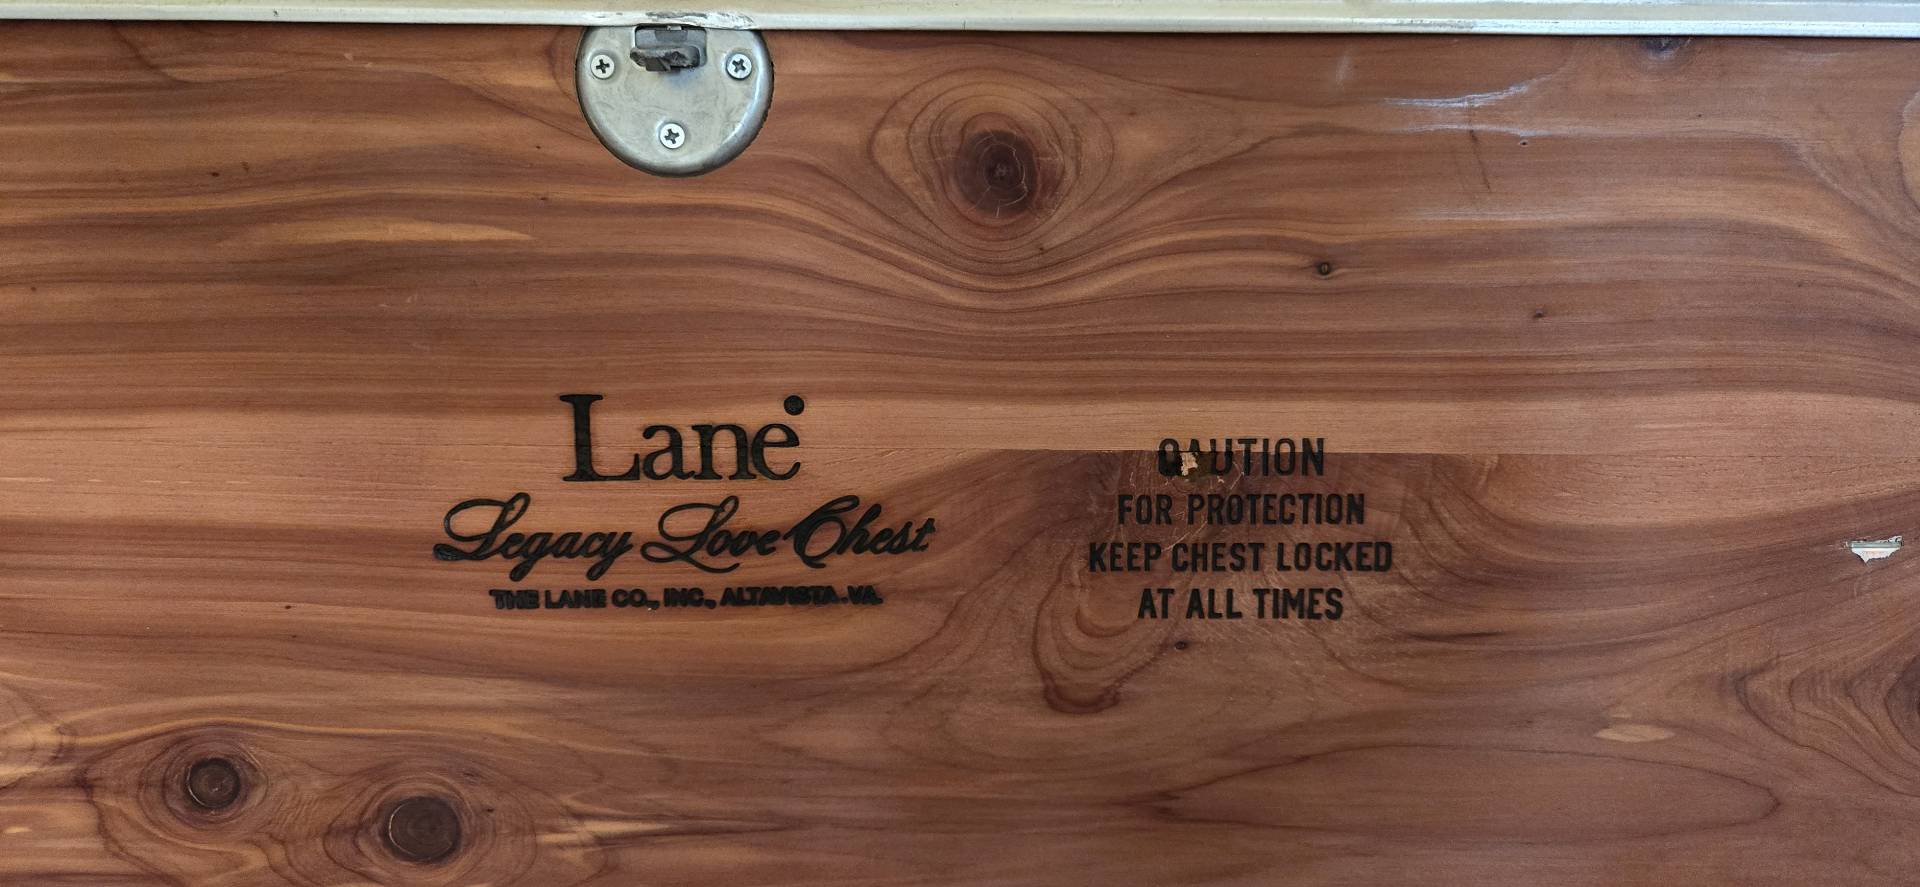 Lane
Legacy Love Chest
THE LANE CO., INC., ALTAVISTA, VA.
CAUTION
FOR PROTECTION
KEEP CHEST LOCKED
AT ALL TIMES